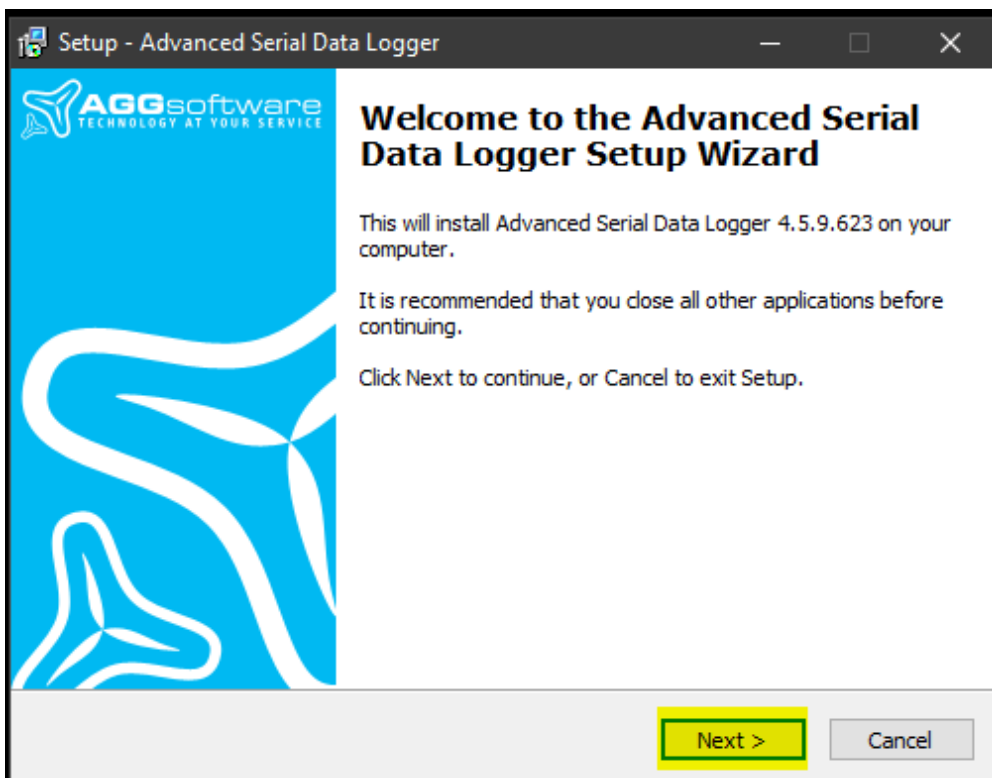 Setup - Advanced Serial Data Logger
AGGsoftware
TECHNOLOGY AT YOUR SERVICE
Welcome to the Advanced Serial
Data Logger Setup Wizard
This will install Advanced Serial Data Logger 4.5.9.623 on your
computer.
It is recommended that you close all other applications before
continuing.
Click Next to continue, or Cancel to exit Setup.
Next >
Cancel